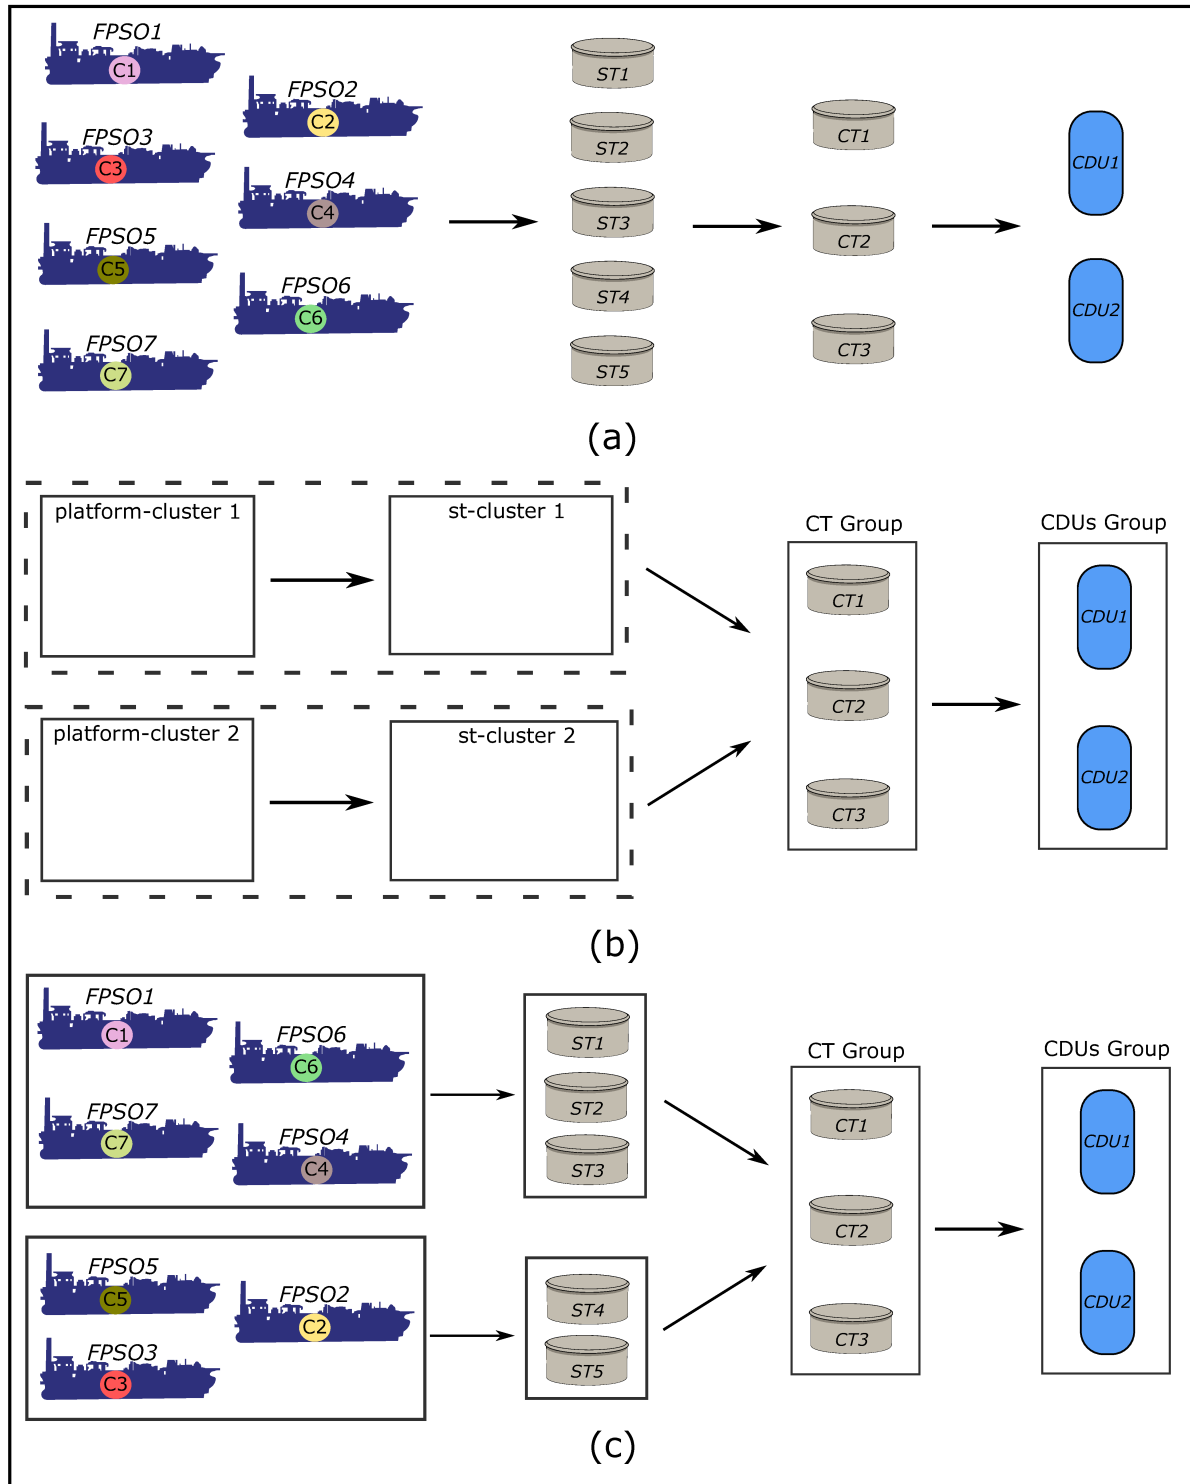 FPSO1
C1
FPSO2
C2
FPSO3
C3
FPSO4
C4
FPSO5
C5
FPSO6
C6
FPSO7
C7
ST1
ST2
ST3
ST4
ST5
CT1
CT2
CT3
CDU1
CDU2
(a)
platform-cluster 1
st-cluster 1
platform-cluster 2
st-cluster 2
CT Group
CT1
CT2
CT3
CDUs Group
CDU1
CDU2
(b)
FPSO1
C1
FPSO6
C6
FPSO7
C7
FPSO4
C4
ST1
ST2
ST3
FPSO5
C5
FPSO2
C2
FPSO3
C3
ST4
ST5
CT Group
CT1
CT2
CT3
CDUs Group
CDU1
CDU2
(c)